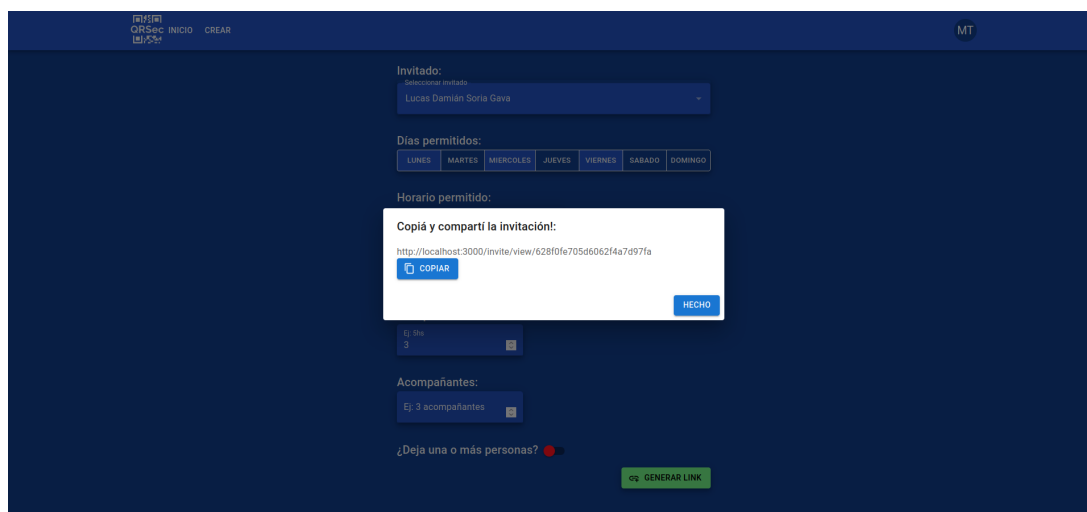 QRSec INICIO CREAR MT
Invitado:
Seleccionar invitado
Lucas Damián Soria Gava
Días permitidos:
LUNES MARTES MIERCOLES JUEVES VIERNES SABADO DOMINGO
Horario permitido:
Copiá y compartí la invitación!:
http://localhost:3000/invite/view/628f0fe705d6062f4a7d97fa
COPIAR
HECHO
Ej: 5hs
3
Acompañantes:
Ej: 3 acompañantes
¿Deja una o más personas?
GENERAR LINK